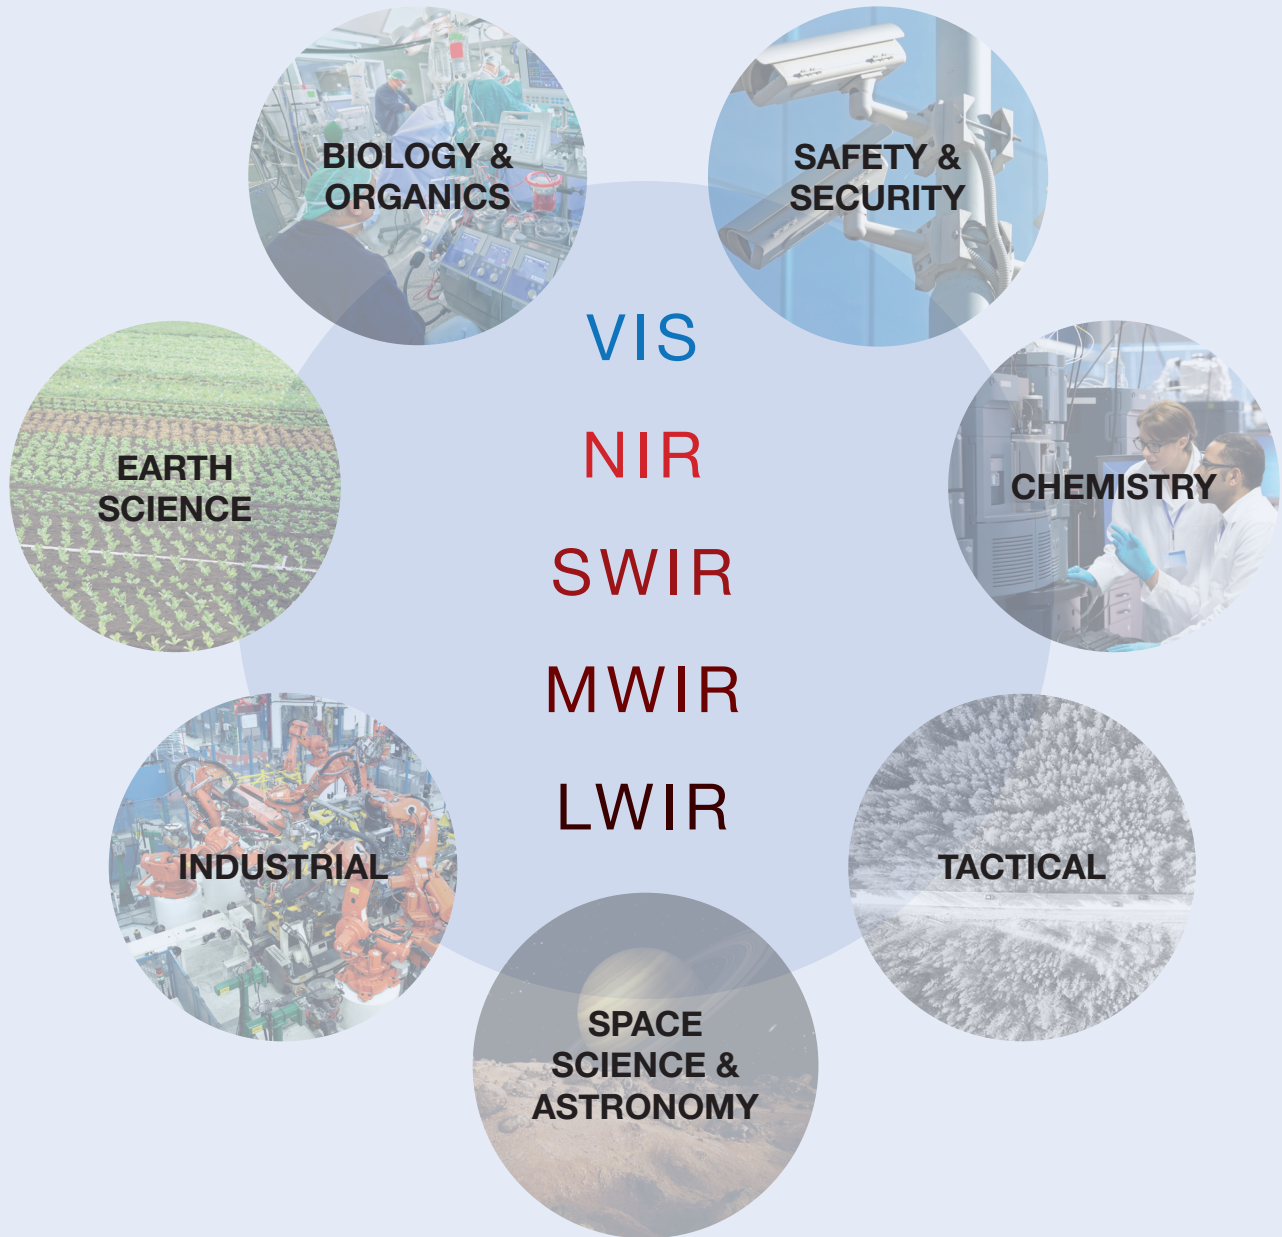 BIOLOGY &
ORGANICS
SAFETY &
SECURITY
VIS
NIR
SWIR
MWIR
LWIR
EARTH
SCIENCE
CHEMISTRY
INDUSTRIAL
TACTICAL
SPACE
SCIENCE &
ASTRONOMY